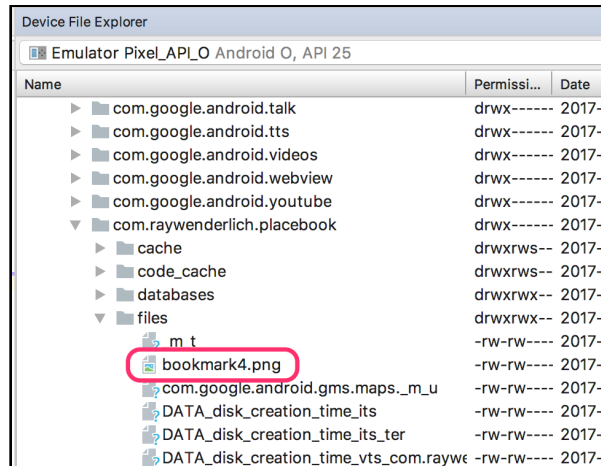 Device File Explorer
Emulator Pixel_API_O Android O, API 25
Name Permissi... Date
com.google.android.talk drwx------ 2017-
com.google.android.tts drwx------ 2017-
com.google.android.videos drwx------ 2017-
com.google.android.webview drwx------ 2017-
com.google.android.youtube drwx------ 2017-
com.raywenderlich.placebook drwx------ 2017-
cache drwxrws-- 2017-
code_cache drwxrws-- 2017-
databases drwxrwx-- 2017-
files drwxrwx-- 2017-
_m_t -rw-rw---- 2017-
bookmark4.png -rw-rw---- 2017-
com.google.android.gms.maps._m_u -rw-rw---- 2017-
DATA_disk_creation_time_its -rw-rw---- 2017-
DATA_disk_creation_time_its_ter -rw-rw---- 2017-
DATA_disk_creation_time_vts_com.raywe -rw-rw---- 2017-